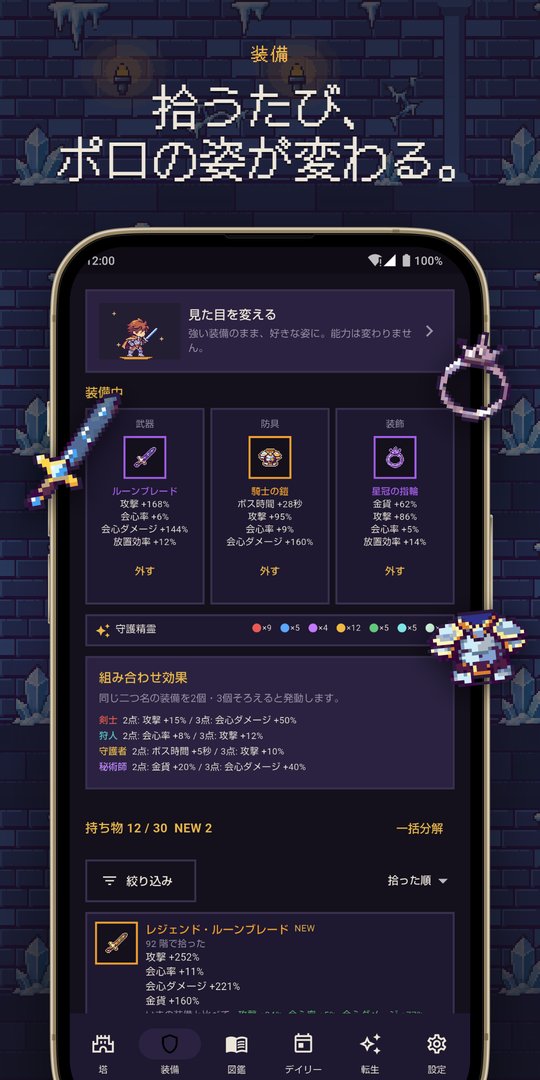 装備
拾うたび、
ポロの姿が変わる。
12:00 100%
見た目を変える
強い装備のまま、好きな姿に。能力は変わりませ
ん。
装備中
武器 防具 装飾
ルーンブレード 騎士の鎧 星冠の指輪
攻撃 +168% ボス時間 +28秒 金貨 +62%
会心率 +6% 攻撃 +95% 攻撃 +86%
会心ダメージ +144% 会心率 +9% 会心率 +5%
放置効率 +12% 会心ダメージ +160% 放置効率 +14%
外す 外す 外す
守護精霊 ×9 ×5 ×4 ×12 ×5 ×5
組み合わせ効果
同じ二つ名の装備を2個・3個そろえると発動します。
剣士 2点: 攻撃 +15% / 3点: 会心ダメージ +50%
狩人 2点: 会心率 +8% / 3点: 攻撃 +12%
守護者 2点: ボス時間 +5秒 / 3点: 攻撃 +10%
秘術師 2点: 金貨 +20% / 3点: 会心ダメージ +40%
持ち物 12 / 30 NEW 2 一括分解
絞り込み 拾った順
レジェンド・ルーンブレード NEW
92 階で拾った
攻撃 +252%
会心率 +11%
会心ダメージ +221%
金貨 +160%
塔 装備 図鑑 デイリー 転生 設定